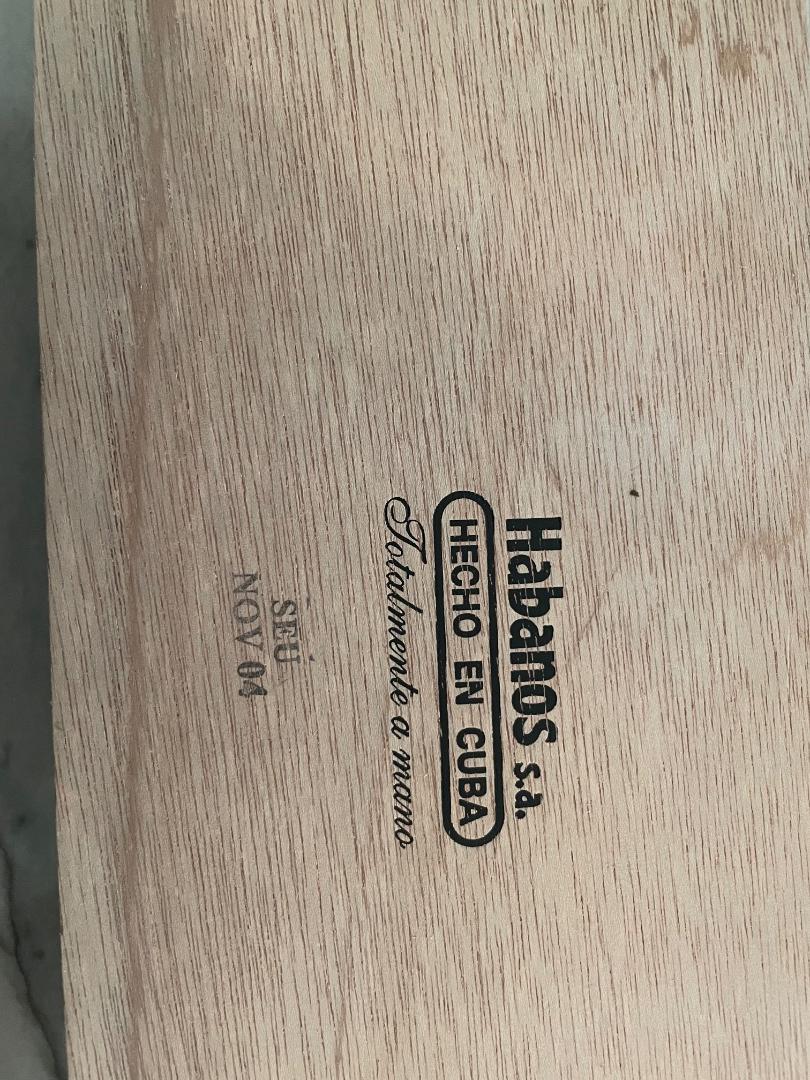 Habanos s.a.
HECHO EN CUBA
Totalmente a mano
SEÚ
NOV 04